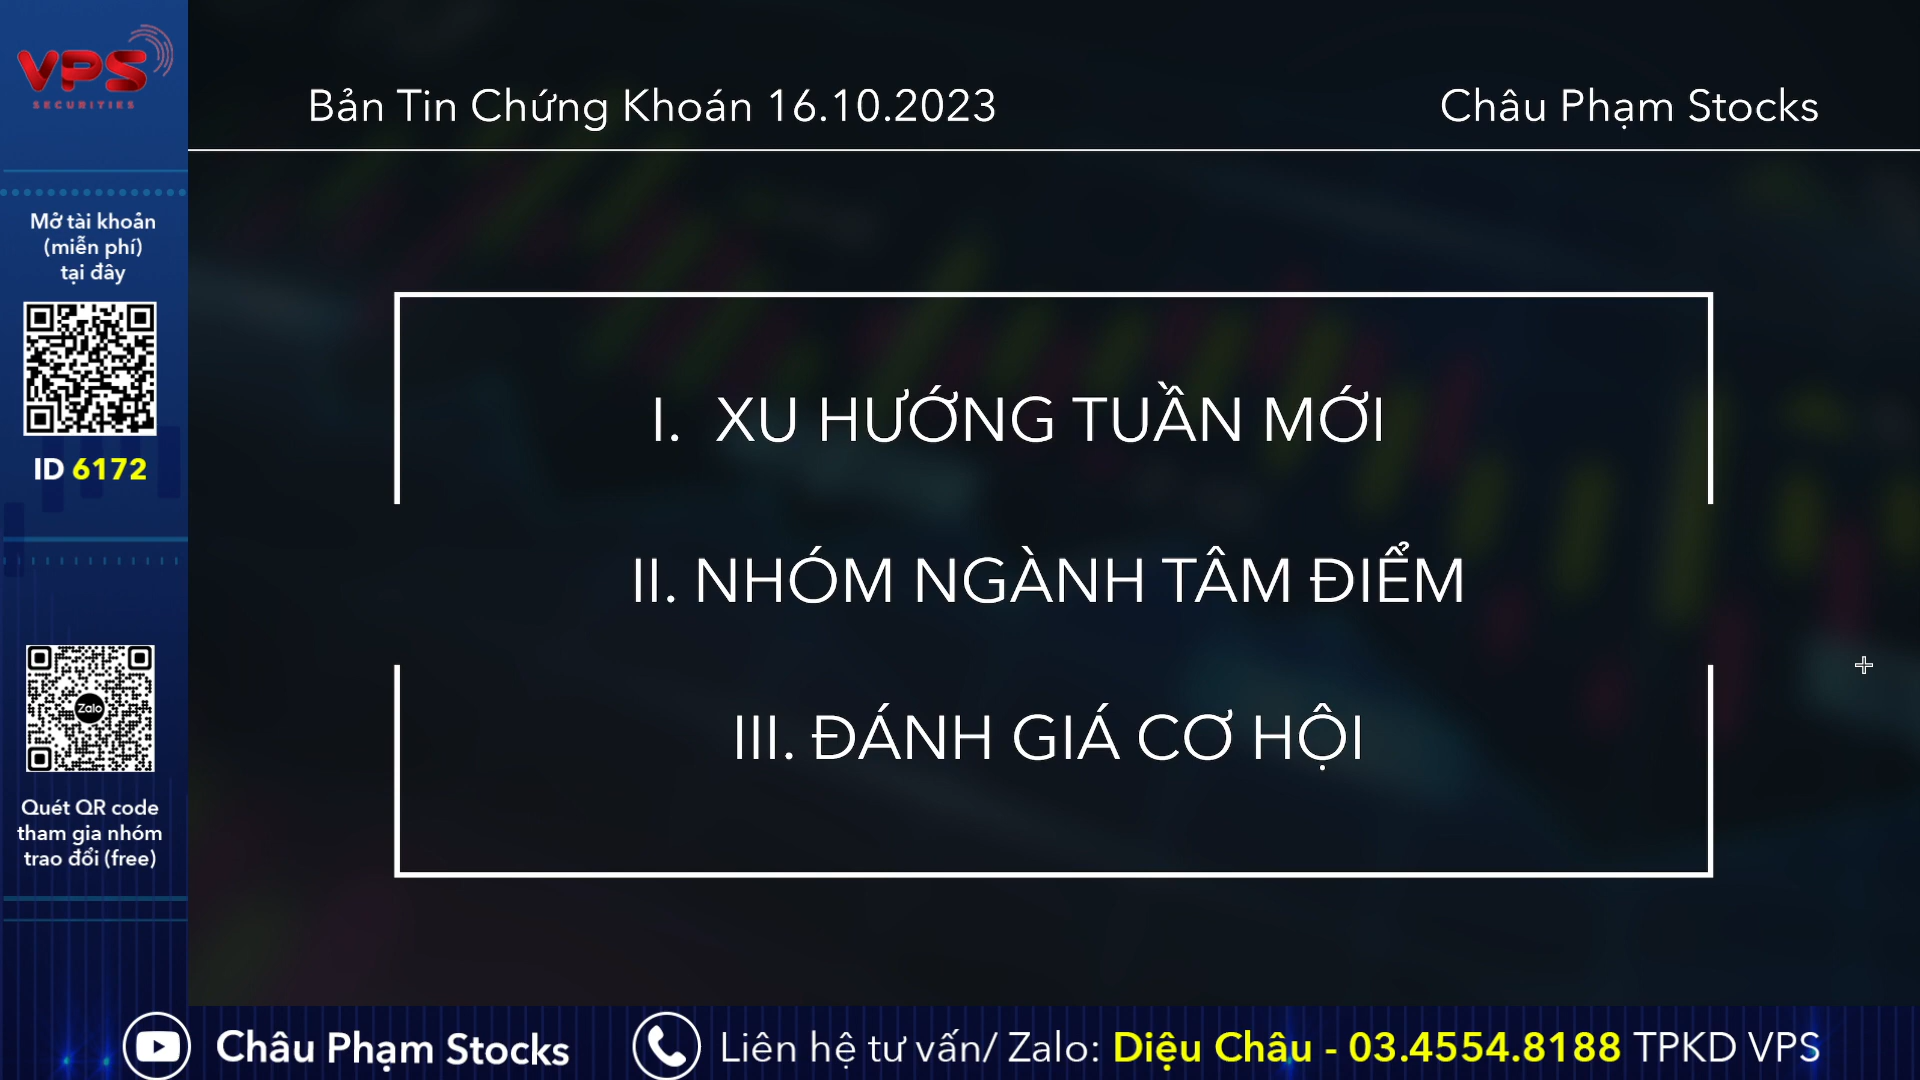 VPS
SECURITIES
Bản Tin Chứng Khoán 16.10.2023
Châu Phạm Stocks
Mở tài khoản
(miễn phí)
tại đây
ID 6172
I. XU HƯỚNG TUẦN MỚI
II. NHÓM NGÀNH TÂM ĐIỂM
III. ĐÁNH GIÁ CƠ HỘI
Zalo
Quét QR code
tham gia nhóm
trao đổi (free)
Châu Phạm Stocks
Liên hệ tư vấn/ Zalo: Diệu Châu - 03.4554.8188 TPKD VPS